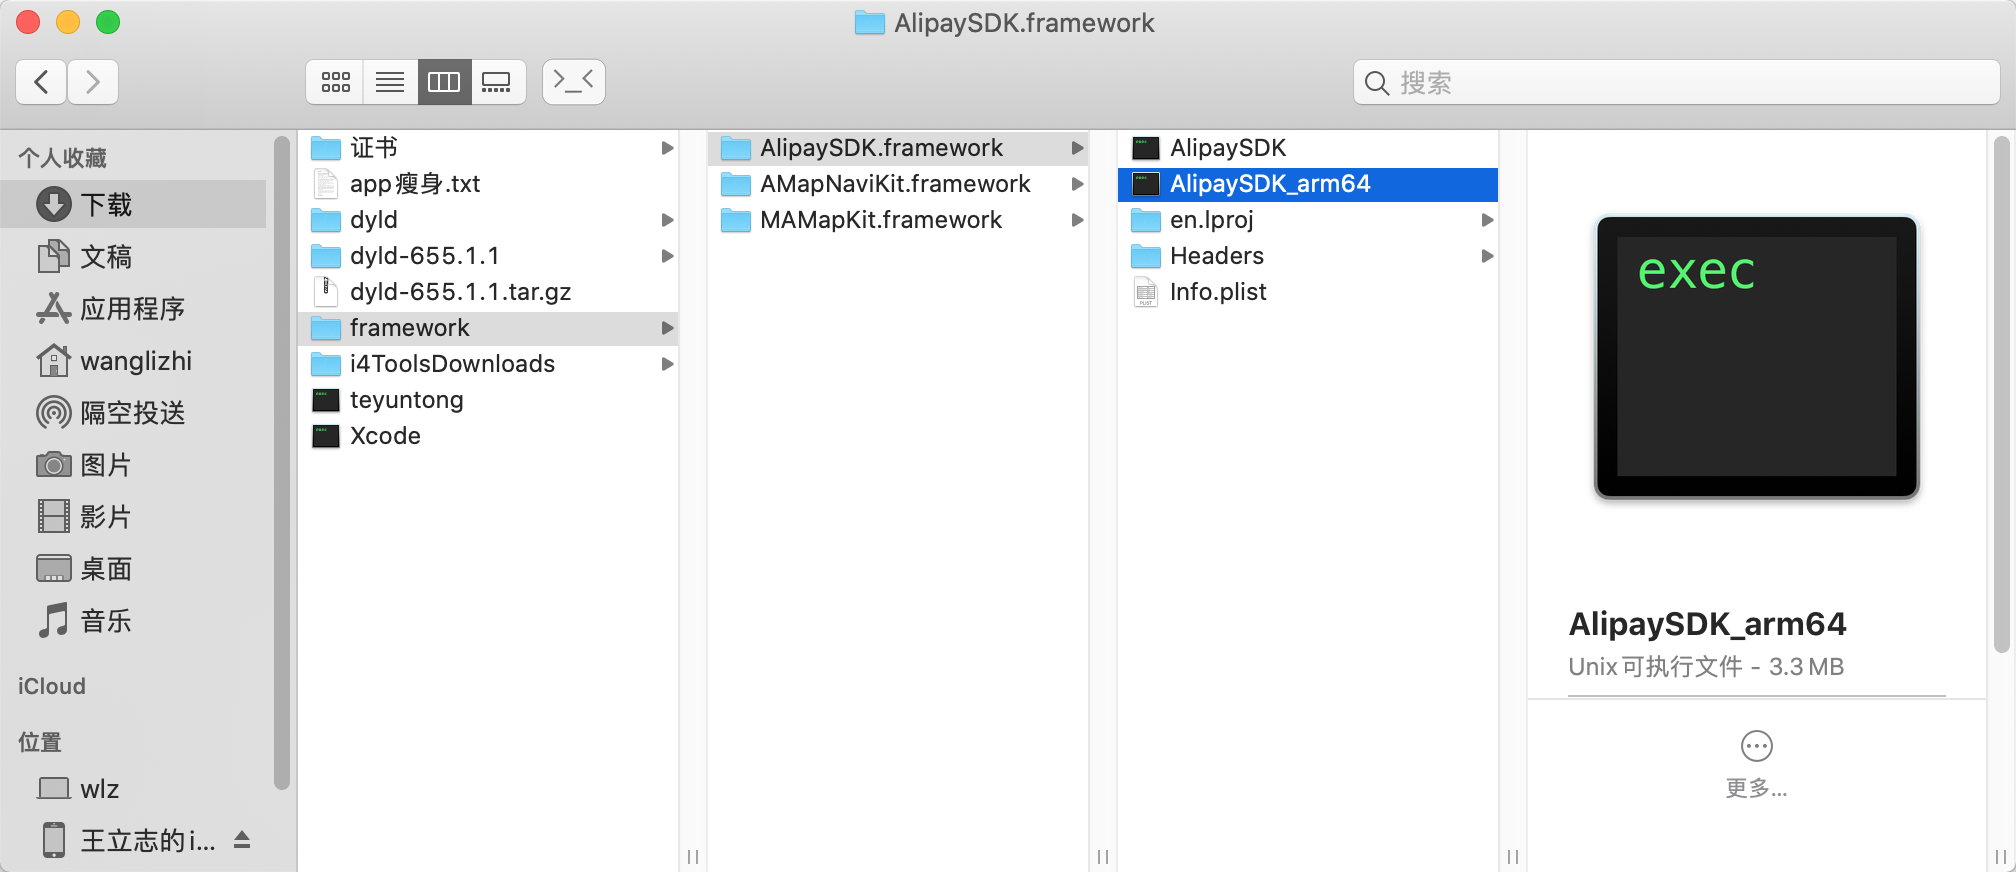 AlipaySDK.framework
搜索
个人收藏
下载
文稿
应用程序
wanglizhi
隔空投送
图片
影片
桌面
音乐
iCloud
位置
wlz
王立志的i...
证书
app瘦身.txt
dyld
dyld-655.1.1
dyld-655.1.1.tar.gz
framework
i4ToolsDownloads
teyuntong
Xcode
AlipaySDK.framework
AMapNaviKit.framework
MAMapKit.framework
AlipaySDK
AlipaySDK_arm64
en.lproj
Headers
Info.plist
exec
AlipaySDK_arm64
Unix可执行文件 - 3.3 MB
更多...